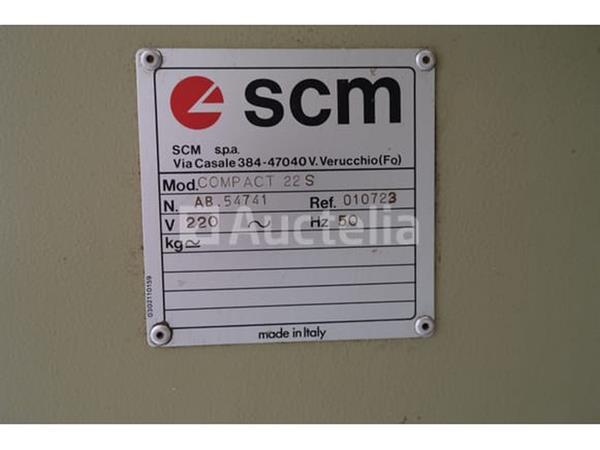 scm
SCM s.p.a.
Via Casale 384-47040 V. Verucchio(Fo)
Mod. COMPACT 22 S
N. AB.54741 Ref. 010723
V 220 ~ Hz 50
Auctelia
kg≃
0302110159
made in Italy